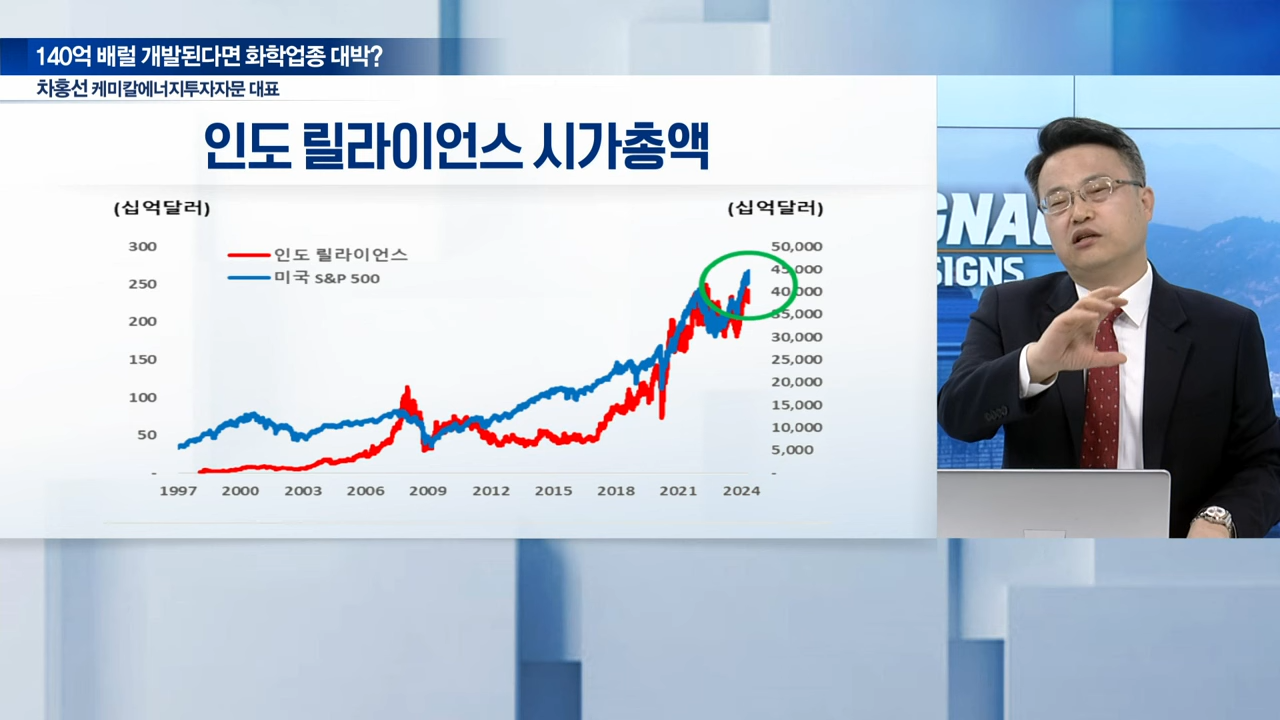 140억 배럴 개발된다면 화학업종 대박?
차홍선 케미칼에너지투자자문 대표
인도 릴라이언스 시가총액
(십억달러)
(십억달러)
인도 릴라이언스
미국 S&P 500
300
250
200
150
100
50
-
50,000
45,000
40,000
35,000
30,000
25,000
20,000
15,000
10,000
5,000
-
1997 2000 2003 2006 2009 2012 2015 2018 2021 2024
SIGNS